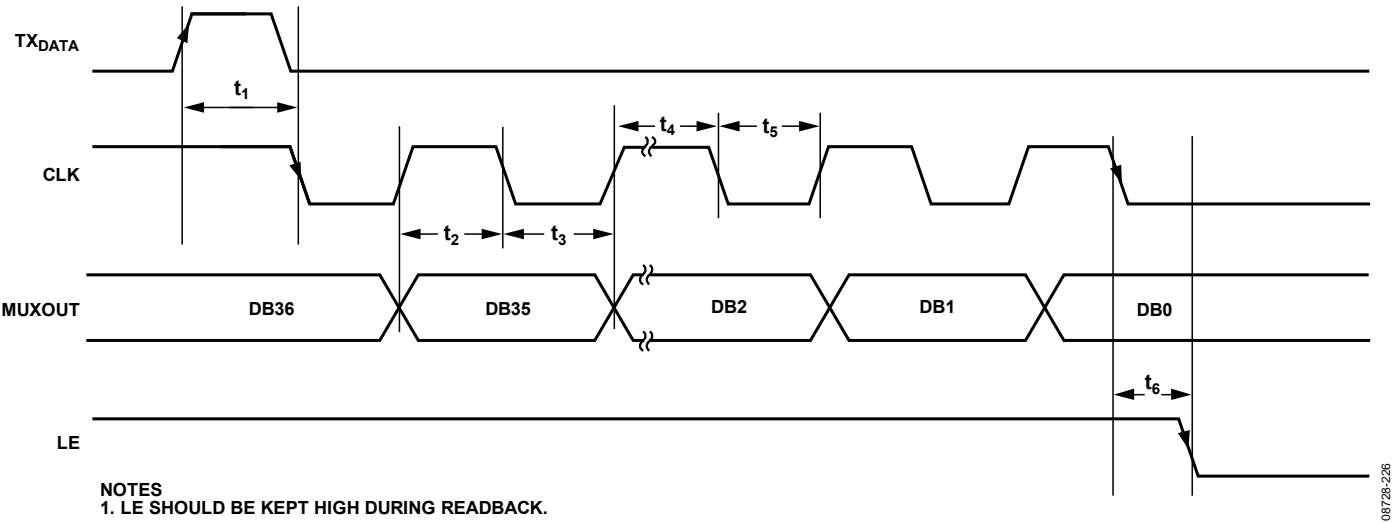 TXDATA
t1
CLK
t4
t5
t2
t3
MUXOUT
DB36
DB35
DB2
DB1
DB0
t6
LE
NOTES
1. LE SHOULD BE KEPT HIGH DURING READBACK.
08728-226